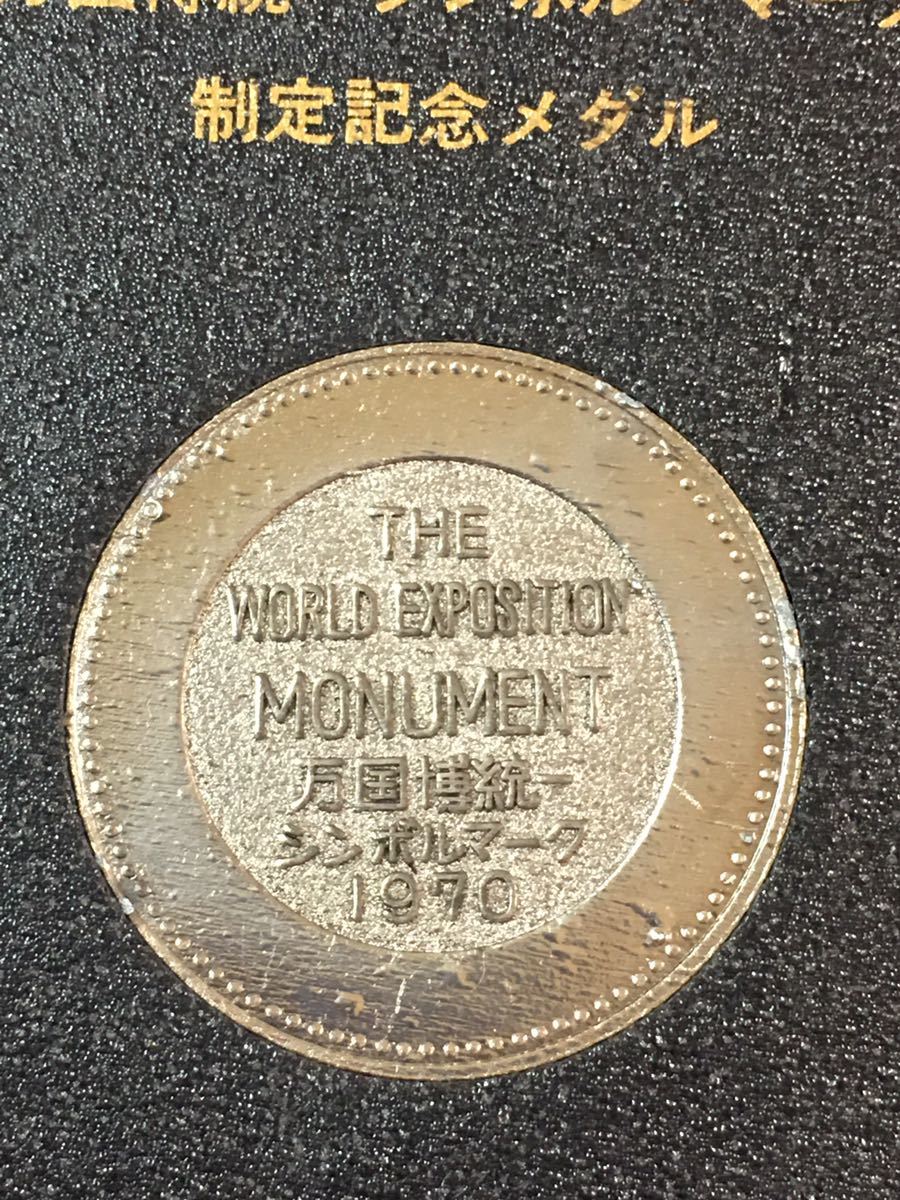 制定記念メダル
THE
WORLD EXPOSITION
MONUMENT
万国博統一
シンボルマーク
1970